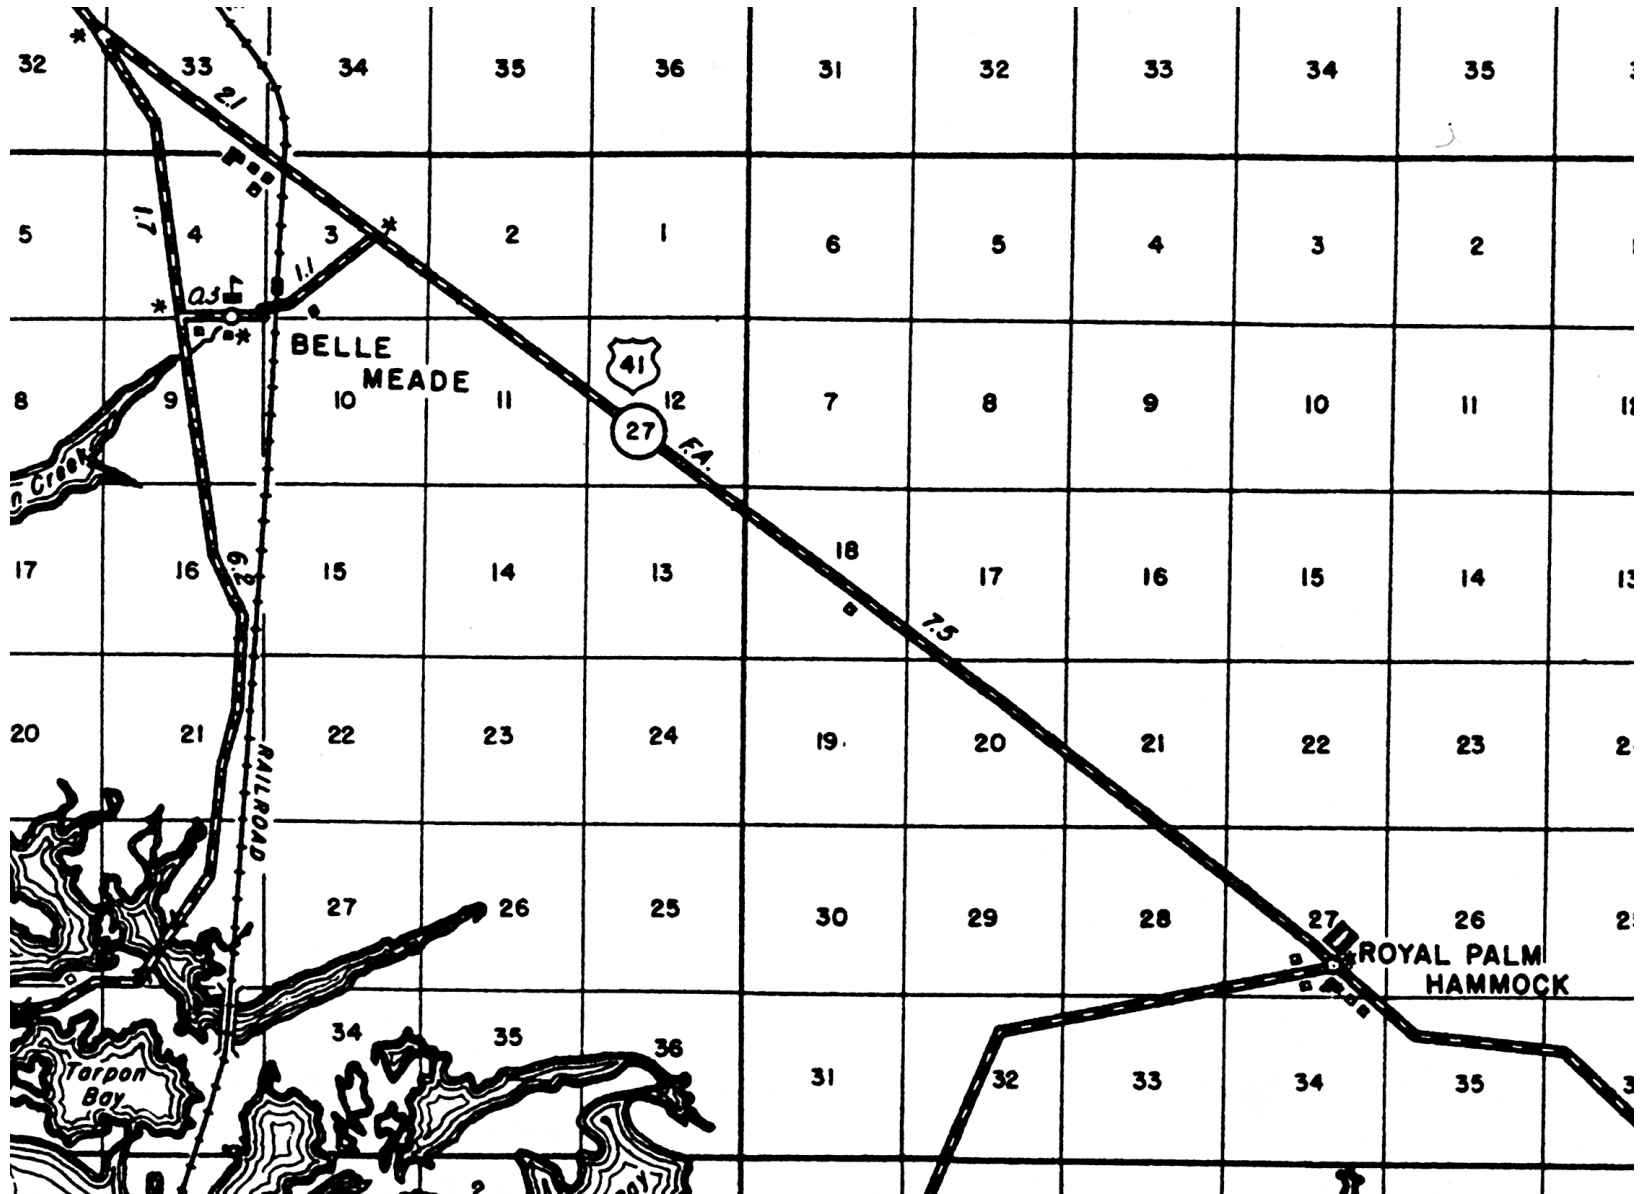 32 33 34 35 36 31 32 33 34 35
2.1
1.7
5 4 3 2 1 6 5 4 3 2
1.1
0.3
BELLE
MEADE
41
8 9 10 11 12 7 8 9 10 11
27
F.A.
Creek
18
17 16 6.2 15 14 13 17 16 15 14 13
7.5
20 21 22 23 24 19 20 21 22 23
RAILROAD
27 26 25 30 29 28 27 26
ROYAL PALM
HAMMOCK
34 35 36
31 32 33 34 35
Tarpon
Bay
2